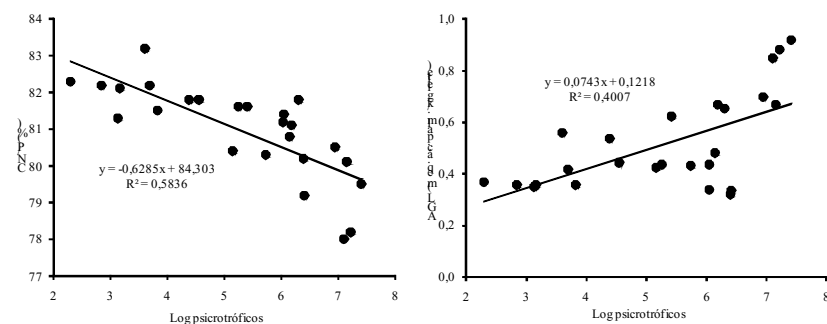 84
83
82
81
80
79
78
77
CNP (%)
y = -0,6285x + 84,303
R² = 0,5836
2 3 4 5 6 7 8
Log psicrotróficos
1,0
0,8
0,6
0,4
0,2
0,0
AGL
y = 0,0743x + 0,1218
R² = 0,4007
2 3 4 5 6 7 8
Log psicrotróficos